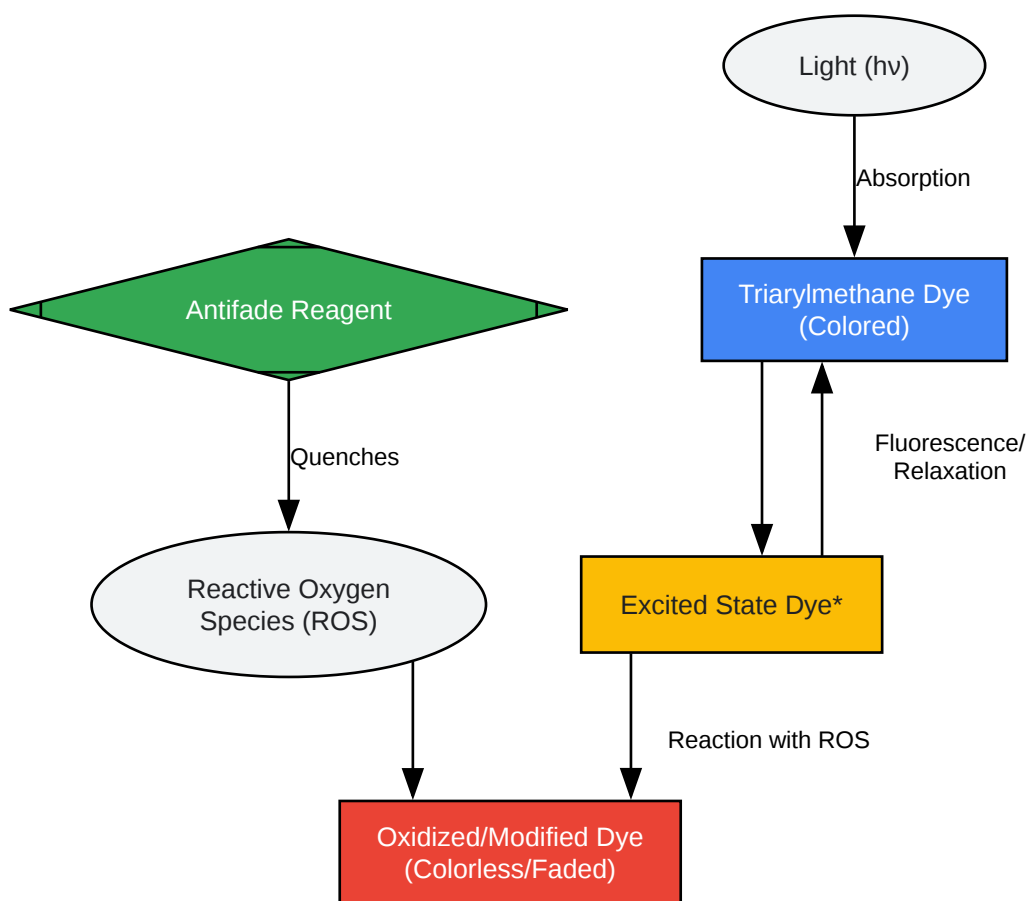 Light (hν)
Absorption
Triarylmethane Dye
(Colored)
Antifade Reagent
Quenches
Fluorescence/
Relaxation
Reactive Oxygen
Species (ROS)
Excited State Dye*
Reaction with ROS
Oxidized/Modified Dye
(Colorless/Faded)